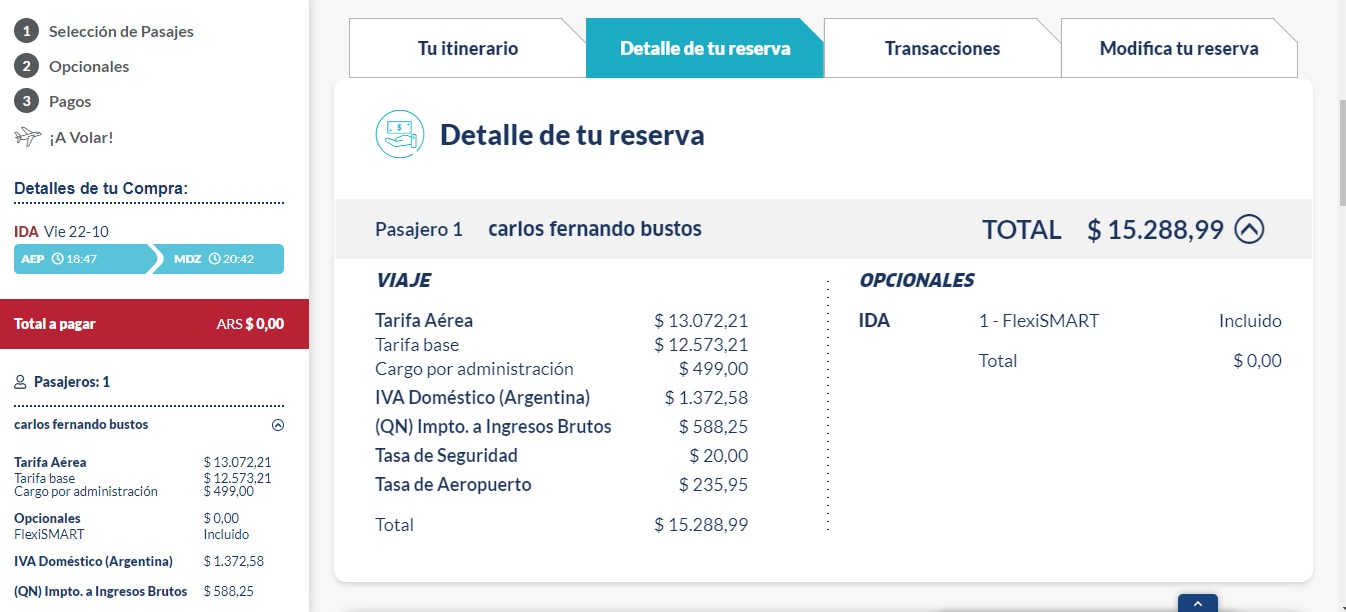 1 Selección de Pasajes
2 Opcionales
3 Pagos
¡A Volar!
Detalles de tu Compra:
IDA Vie 22-10
AEP 18:47 MDZ 20:42
Total a pagar ARS $ 0,00
Pasajeros: 1
carlos fernando bustos
Tarifa Aérea $ 13.072,21
Tarifa base $ 12.573,21
Cargo por administración $ 499,00
Opcionales $ 0,00
FlexiSMART Incluido
IVA Doméstico (Argentina) $ 1.372,58
(QN) Impto. a Ingresos Brutos $ 588,25
Tu itinerario Detalle de tu reserva Transacciones Modifica tu reserva
$
Detalle de tu reserva
Pasajero 1 carlos fernando bustos TOTAL $ 15.288,99
VIAJE
Tarifa Aérea $ 13.072,21
Tarifa base $ 12.573,21
Cargo por administración $ 499,00
IVA Doméstico (Argentina) $ 1.372,58
(QN) Impto. a Ingresos Brutos $ 588,25
Tasa de Seguridad $ 20,00
Tasa de Aeropuerto $ 235,95
Total $ 15.288,99
OPCIONALES
IDA 1 - FlexiSMART Incluido
Total $ 0,00